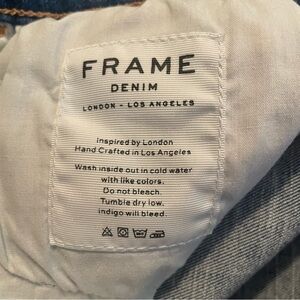 FRAME
DENIM
LONDON - LOS ANGELES
Inspired by London
Hand Crafted in Los Angeles
Wash inside out in cold water
with like colors.
Do not bleach.
Tumble dry low.
Indigo will bleed.